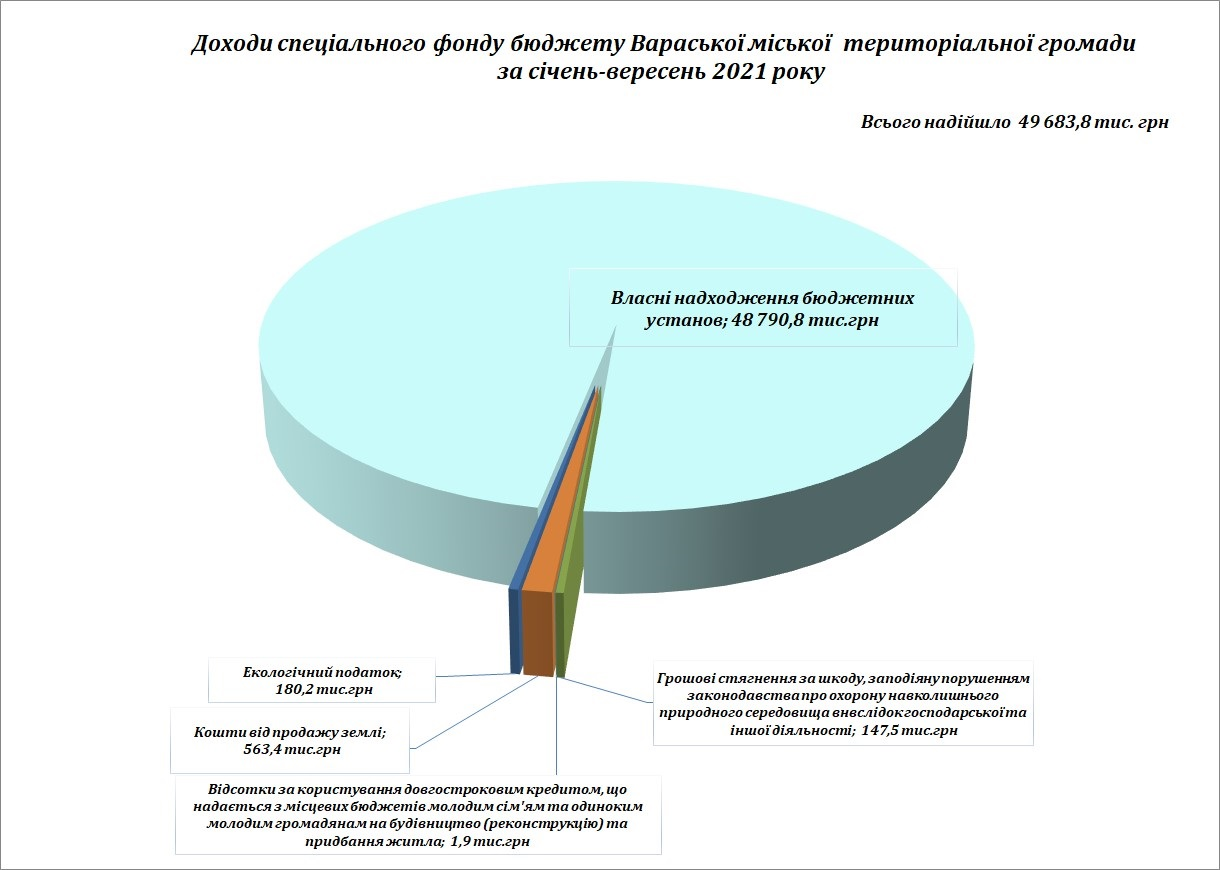 Доходи спеціального фонду бюджету Вараської міської територіальної громади
за січень-вересень 2021 року
Всього надійшло 49 683,8 тис. грн
Власні надходження бюджетних
установ; 48 790,8 тис.грн
Екологічний податок;
180,2 тис.грн
Кошти від продажу землі;
563,4 тис.грн
Відсотки за користування довгостроковим кредитом, що
надається з місцевих бюджетів молодим сім'ям та одиноким
молодим громадянам на будівництво (реконструкцію) та
придбання житла; 1,9 тис.грн
Грошові стягнення за шкоду, заподіяну порушенням
законодавства про охорону навколишнього
природного середовища внвслідок господарської та
іншої діяльності; 147,5 тис.грн